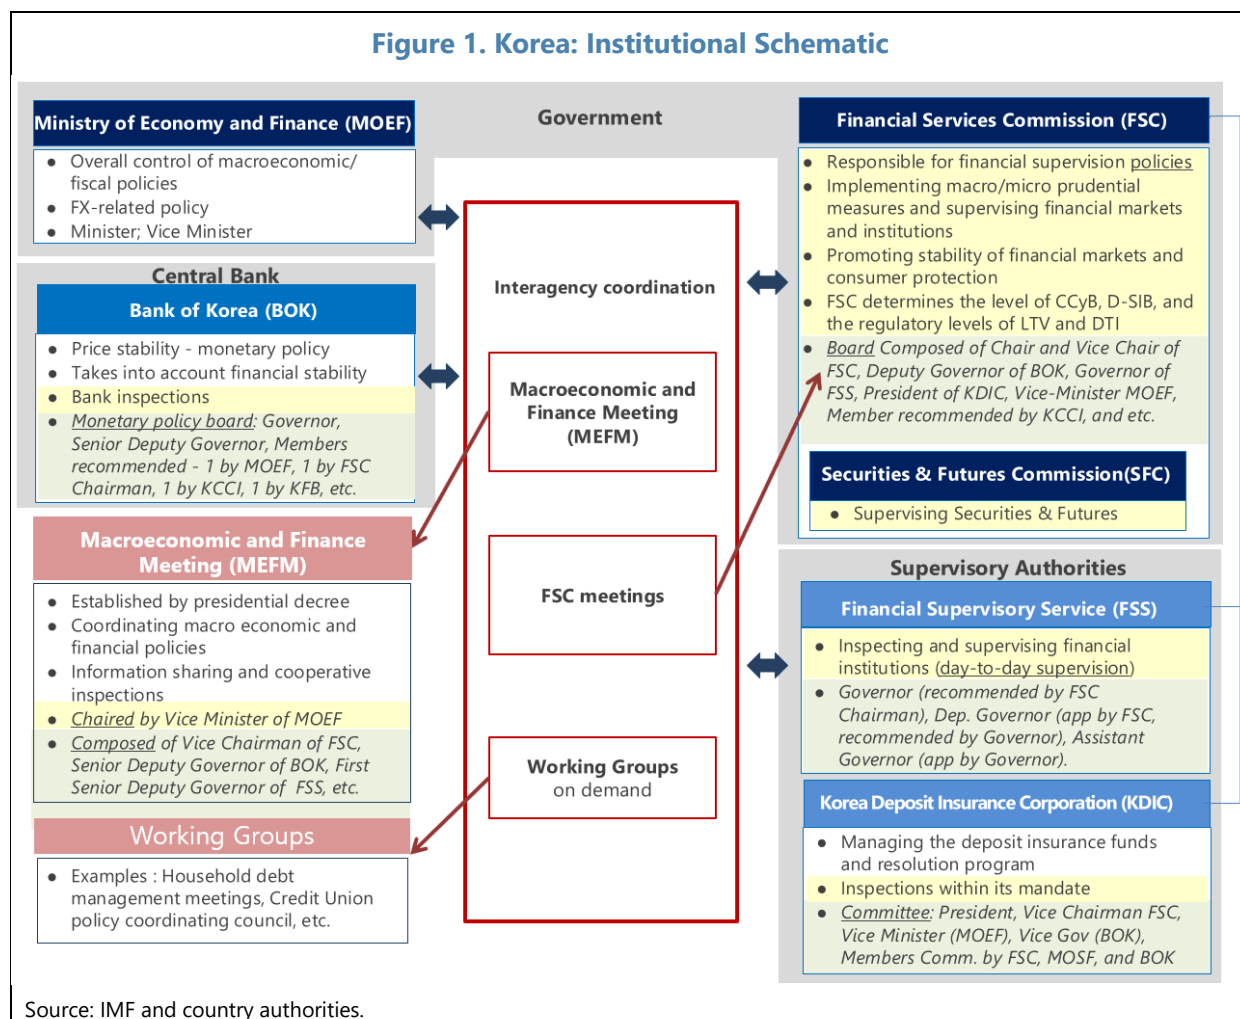 Figure 1. Korea: Institutional Schematic
Government
Ministry of Economy and Finance (MOEF)
● Overall control of macroeconomic/
fiscal policies
● FX-related policy
● Minister; Vice Minister
Central Bank
Bank of Korea (BOK)
● Price stability - monetary policy
● Takes into account financial stability
● Bank inspections
● Monetary policy board: Governor,
Senior Deputy Governor, Members
recommended - 1 by MOEF, 1 by FSC
Chairman, 1 by KCCI, 1 by KFB, etc.
Macroeconomic and Finance
Meeting (MEFM)
● Established by presidential decree
● Coordinating macro economic and
financial policies
● Information sharing and cooperative
inspections
● Chaired by Vice Minister of MOEF
● Composed of Vice Chairman of FSC,
Senior Deputy Governor of BOK, First
Senior Deputy Governor of FSS, etc.
Working Groups
● Examples : Household debt
management meetings, Credit Union
policy coordinating council, etc.
Interagency coordination
Macroeconomic and
Finance Meeting
(MEFM)
FSC meetings
Working Groups
on demand
Financial Services Commission (FSC)
● Responsible for financial supervision policies
● Implementing macro/micro prudential
measures and supervising financial markets
and institutions
● Promoting stability of financial markets and
consumer protection
● FSC determines the level of CCyB, D-SIB, and
the regulatory levels of LTV and DTI
● Board Composed of Chair and Vice Chair of
FSC, Deputy Governor of BOK, Governor of
FSS, President of KDIC, Vice-Minister MOEF,
Member recommended by KCCI, and etc.
Securities & Futures Commission(SFC)
● Supervising Securities & Futures
Supervisory Authorities
Financial Supervisory Service (FSS)
● Inspecting and supervising financial
institutions (day-to-day supervision)
● Governor (recommended by FSC
Chairman), Dep. Governor (app by FSC,
recommended by Governor), Assistant
Governor (app by Governor).
Korea Deposit Insurance Corporation (KDIC)
● Managing the deposit insurance funds
and resolution program
● Inspections within its mandate
● Committee: President, Vice Chairman FSC,
Vice Minister (MOEF), Vice Gov (BOK),
Members Comm. by FSC, MOSF, and BOK
Source: IMF and country authorities.